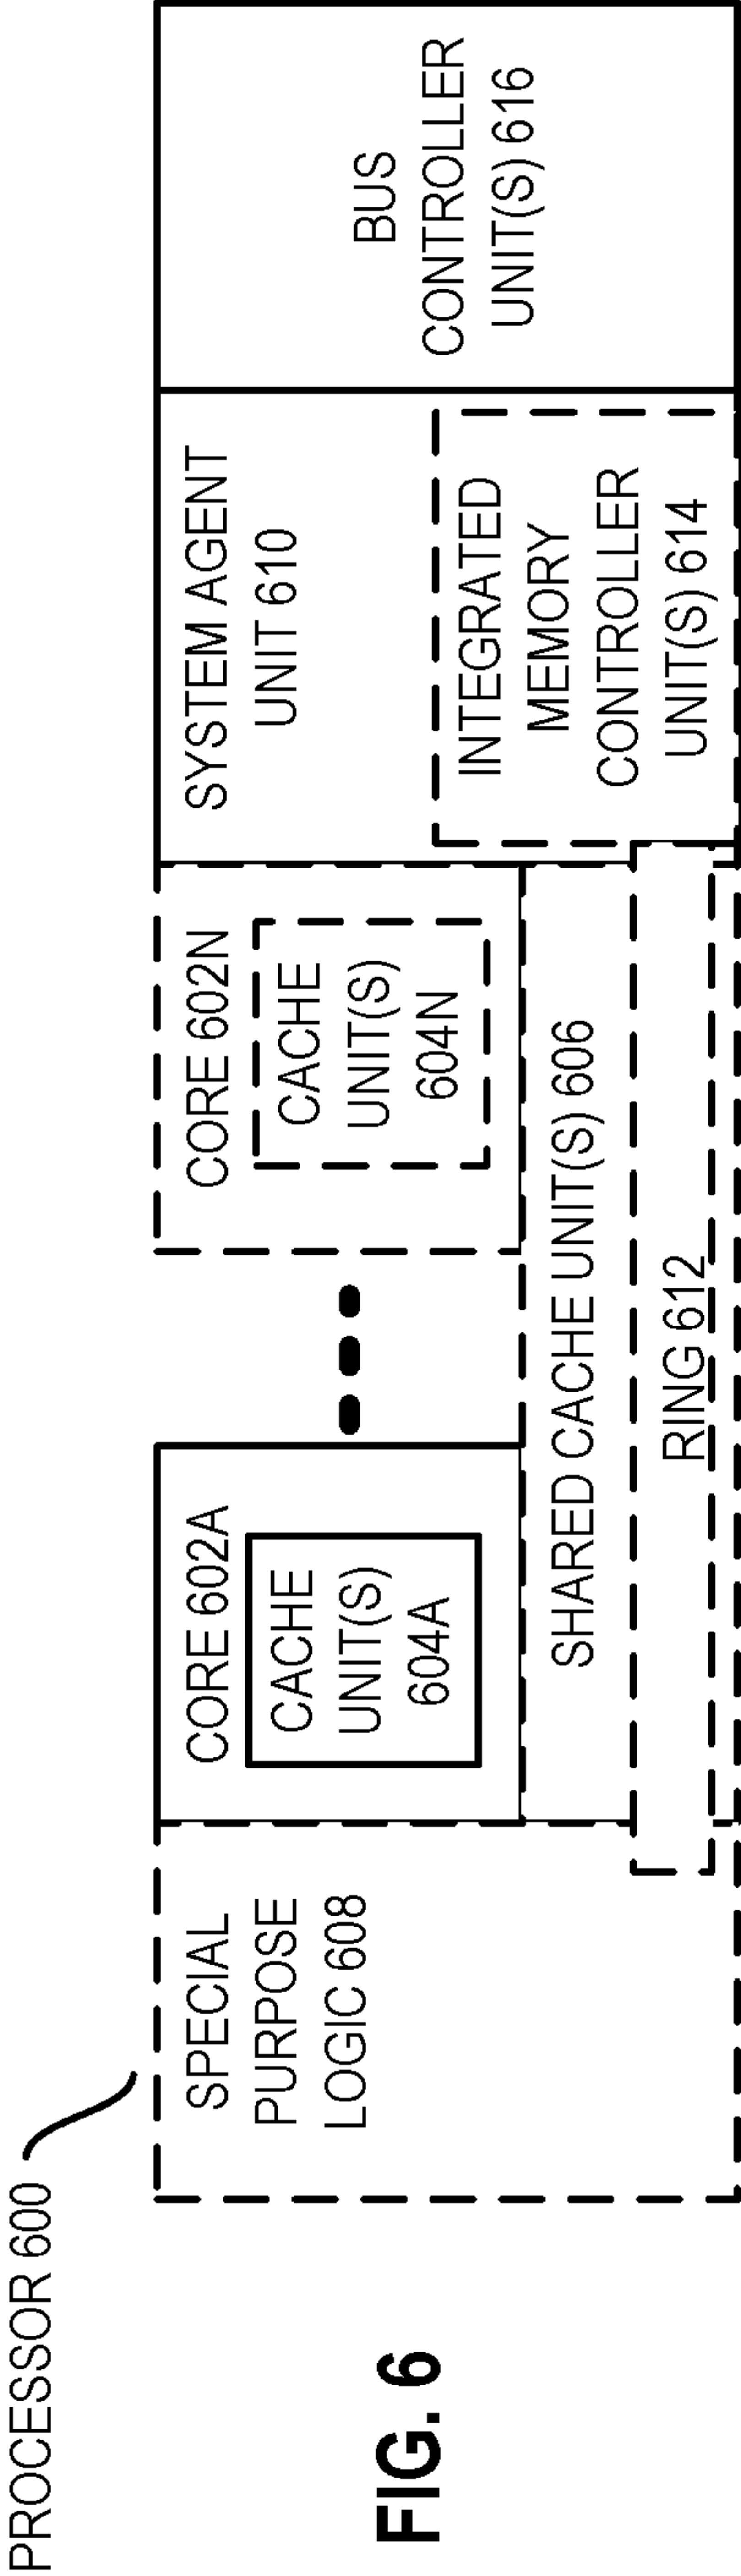 PROCESSOR 600
SPECIAL
PURPOSE
LOGIC 608
CORE 602A
CACHE
UNIT(S)
604A
CORE 602N
CACHE
UNIT(S)
604N
SHARED CACHE UNIT(S) 606
RING 612
SYSTEM AGENT
UNIT 610
INTEGRATED
MEMORY
CONTROLLER
UNIT(S) 614
BUS
CONTROLLER
UNIT(S) 616
FIG. 6